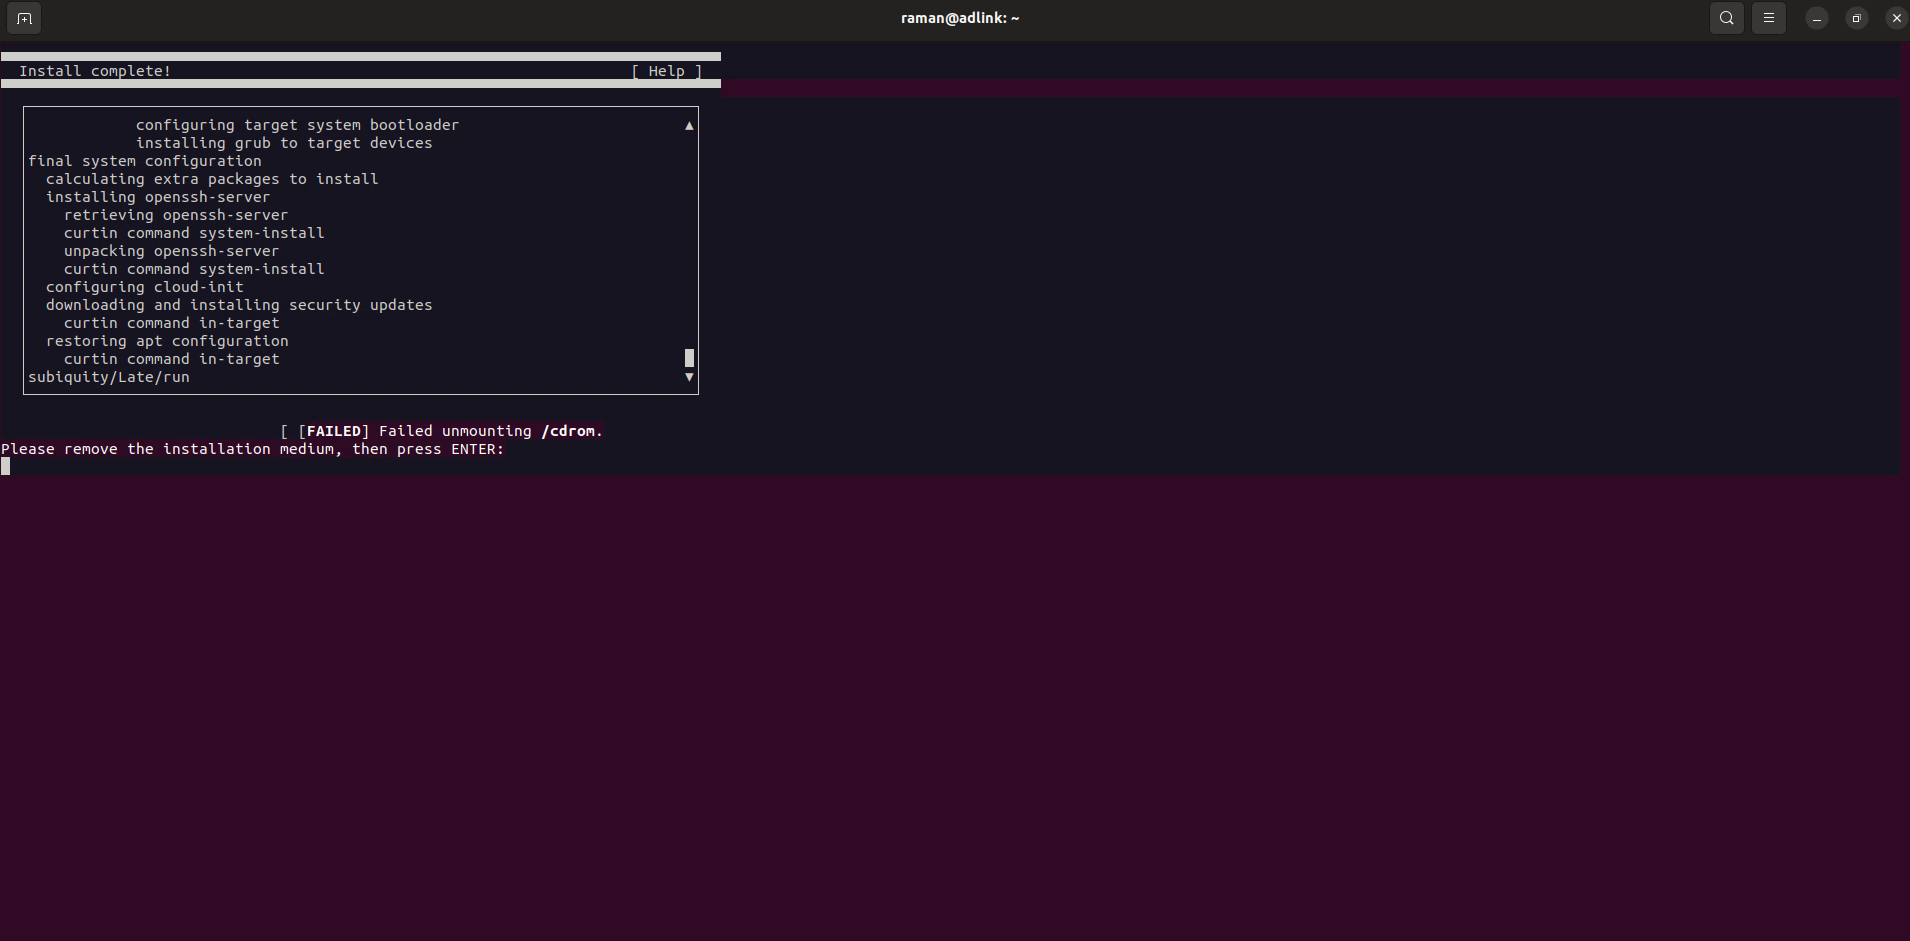 raman@adlink: ~
Install complete! [ Help ]
configuring target system bootloader
installing grub to target devices
final system configuration
calculating extra packages to install
installing openssh-server
retrieving openssh-server
curtin command system-install
unpacking openssh-server
curtin command system-install
configuring cloud-init
downloading and installing security updates
curtin command in-target
restoring apt configuration
curtin command in-target
subiquity/Late/run
[ [FAILED] Failed unmounting /cdrom.
Please remove the installation medium, then press ENTER: